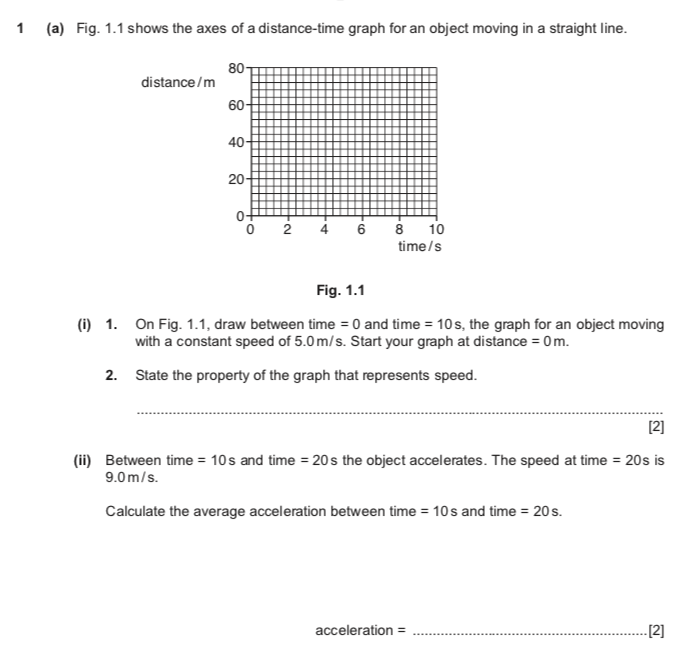 1 (a) Fig. 1.1 shows the axes of a distance-time graph for an object moving in a straight line.
80
distance/m
60
40
20
0
0 2 4 6 8 10
time/s
Fig. 1.1
(i) 1. On Fig. 1.1, draw between time = 0 and time = 10 s, the graph for an object moving
with a constant speed of 5.0 m/s. Start your graph at distance = 0 m.
2. State the property of the graph that represents speed.
[2]
(ii) Between time = 10 s and time = 20 s the object accelerates. The speed at time = 20 s is
9.0 m/s.
Calculate the average acceleration between time = 10 s and time = 20 s.
acceleration = ................................................................[2]